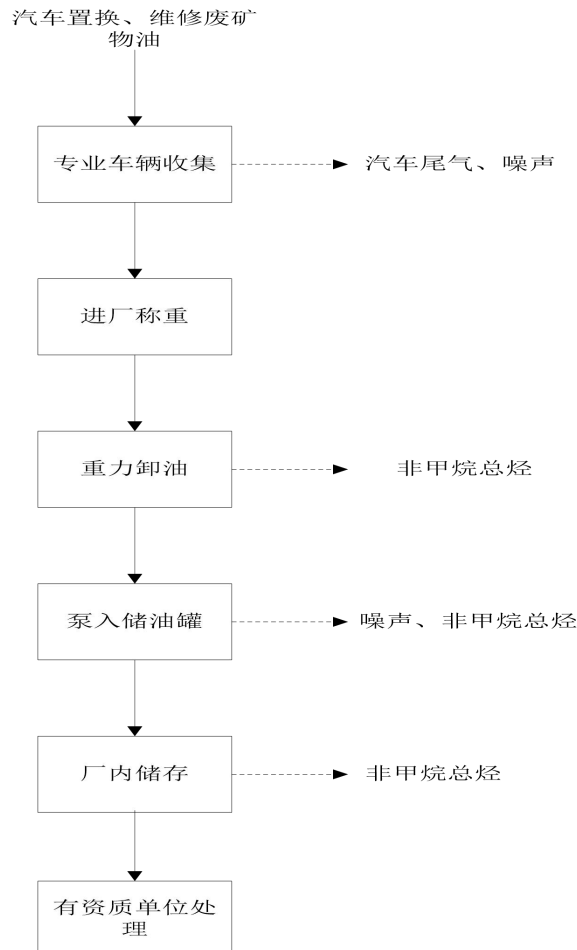 汽车置换、维修废矿
物油
专业车辆收集
汽车尾气、噪声
进厂称重
重力卸油
非甲烷总烃
泵入储油罐
噪声、非甲烷总烃
厂内储存
非甲烷总烃
有资质单位处
理